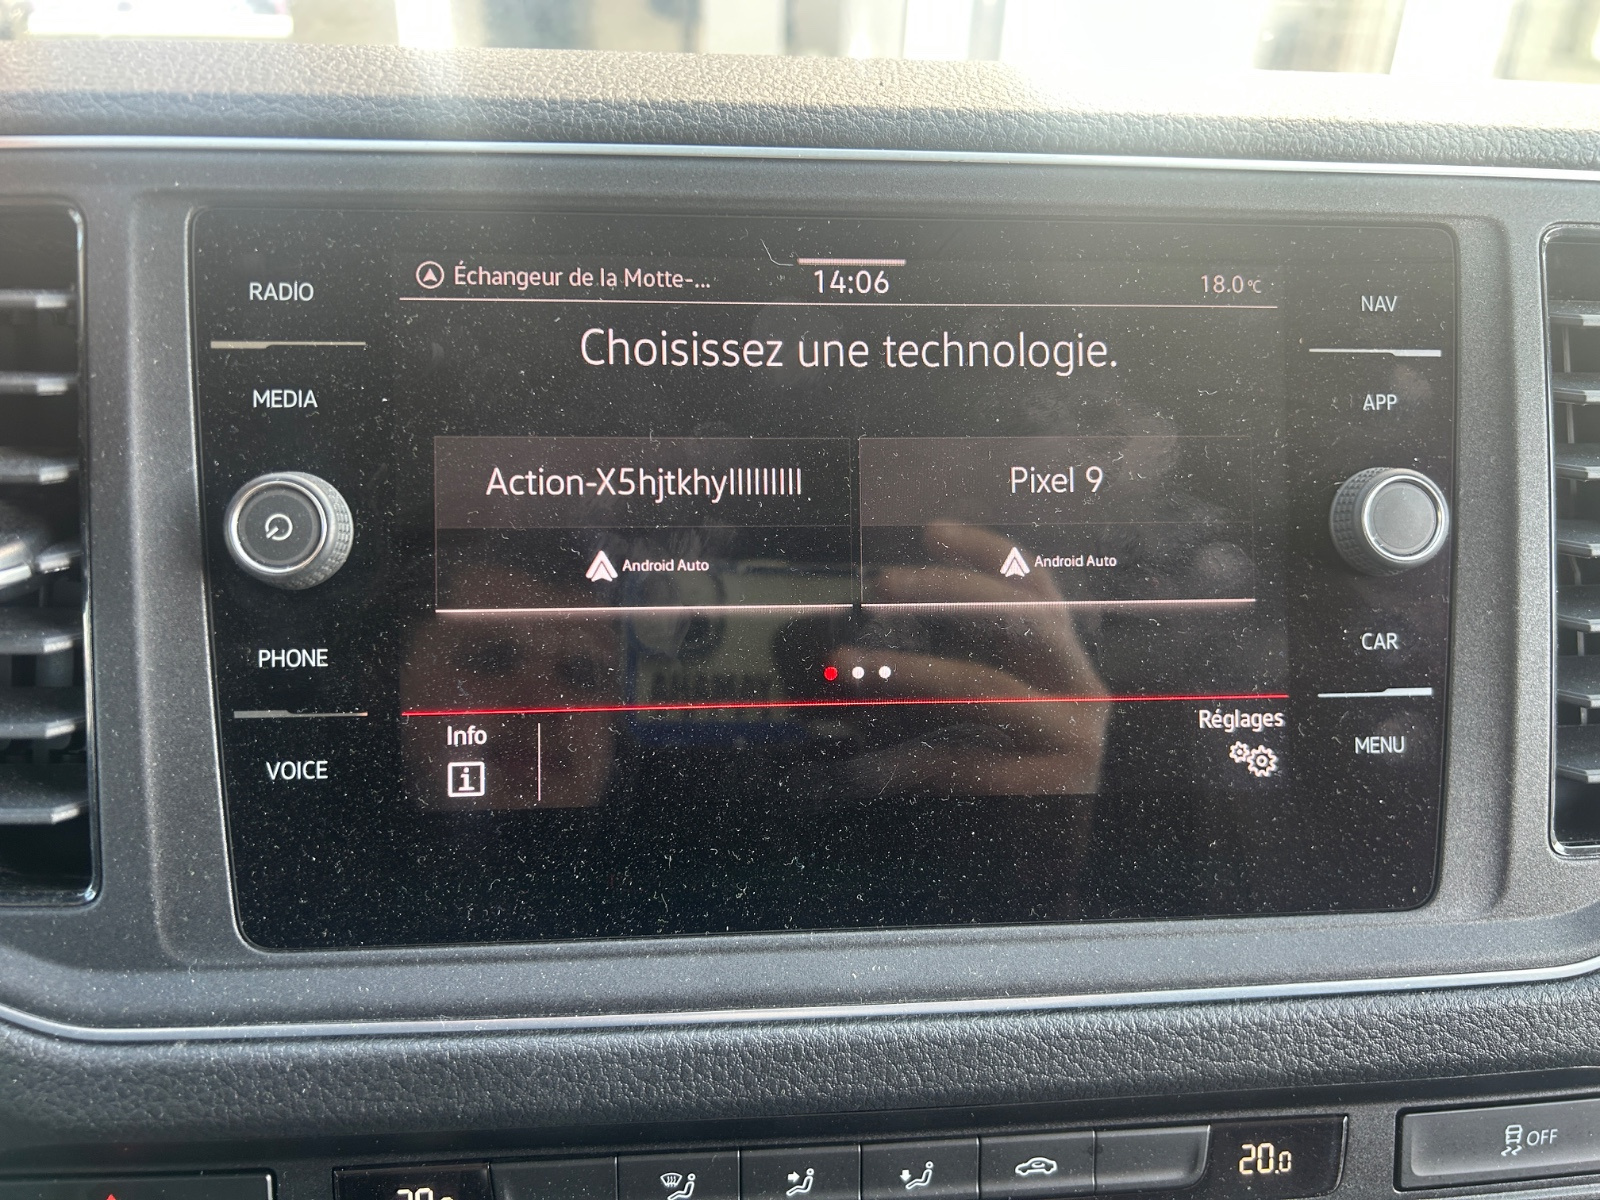 RADIO
MEDIA
PHONE
VOICE
Échangeur de la Motte-...
14:06
18.0°C
Choisissez une technologie.
Action-X5hjtkhylllllllll
Android Auto
Pixel 9
Android Auto
Info
i
Réglages
NAV
APP
CAR
MENU
20.0
OFF